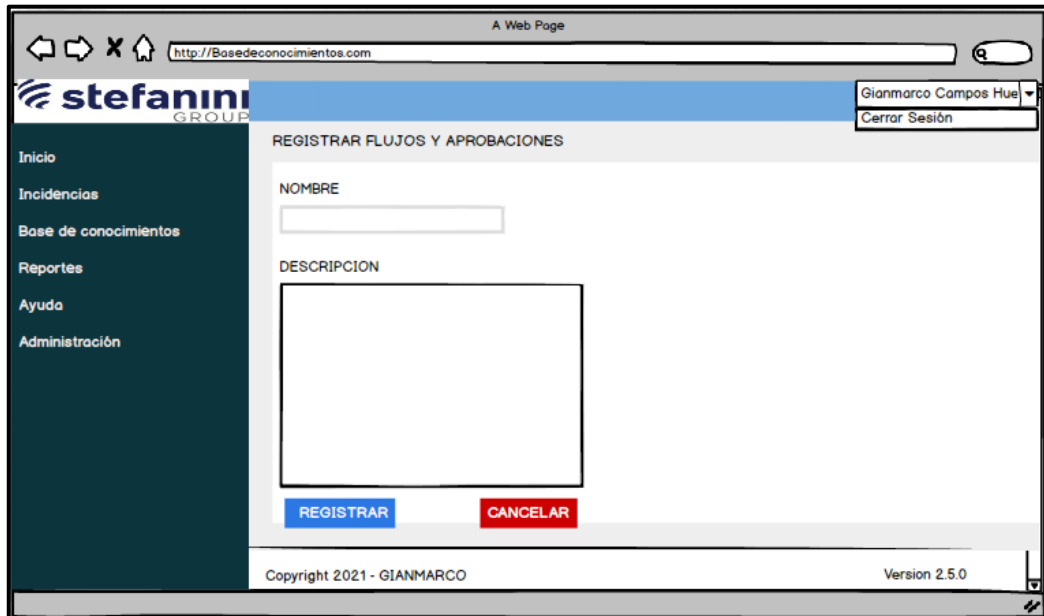 A Web Page
http://Basedeconocimientos.com
stefanini
GROUP
Gianmarco Campos Hue
Cerrar Sesión
REGISTRAR FLUJOS Y APROBACIONES
Inicio
Incidencias
Base de conocimientos
Reportes
Ayuda
Administración
NOMBRE
DESCRIPCION
REGISTRAR
CANCELAR
Copyright 2021 - GIANMARCO
Version 2.5.0